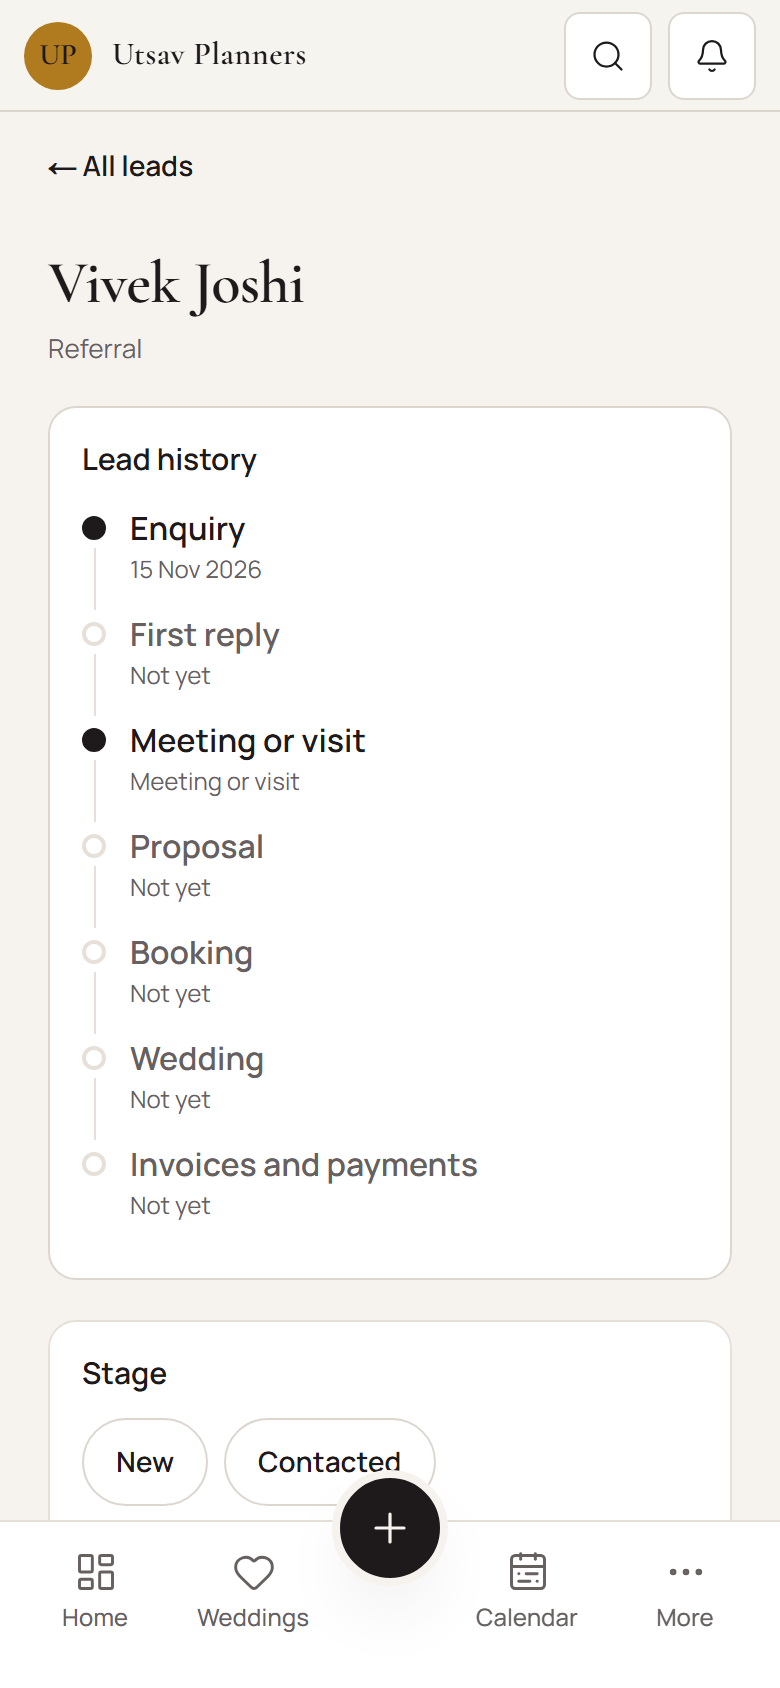 UP Utsav Planners
← All leads
Vivek Joshi
Referral
Lead history
Enquiry
15 Nov 2026
First reply
Not yet
Meeting or visit
Meeting or visit
Proposal
Not yet
Booking
Not yet
Wedding
Not yet
Invoices and payments
Not yet
Stage
New Contacted
Home Weddings Calendar More